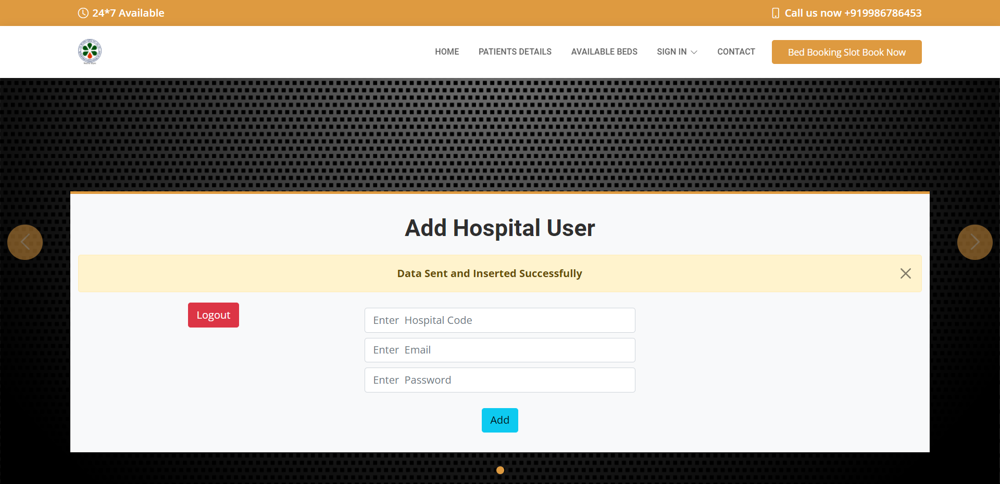 24*7 Available
Call us now +919986786453
HOME PATIENTS DETAILS AVAILABLE BEDS SIGN IN CONTACT Bed Booking Slot Book Now
Add Hospital User
Data Sent and Inserted Successfully
Logout
Enter  Hospital Code
Enter  Email
Enter  Password
Add